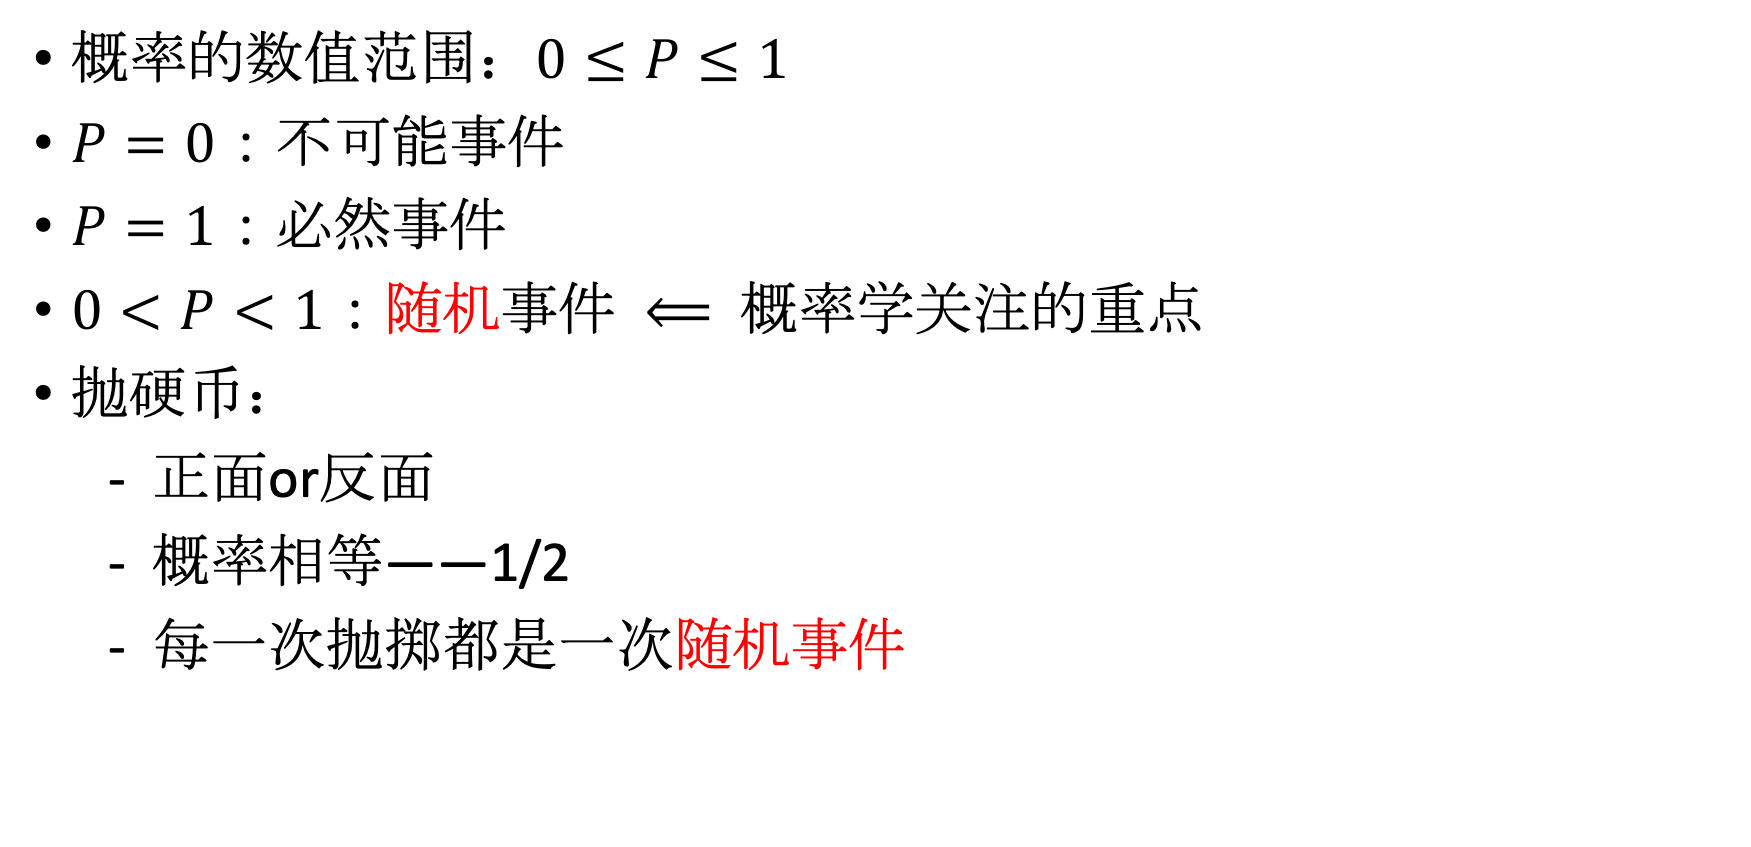 • 概率的数值范围：0 ≤ P ≤ 1
• P = 0 : 不可能事件
• P = 1 : 必然事件
• 0 < P < 1 : 随机事件 ⟸ 概率学关注的重点
• 抛硬币：
- 正面or反面
- 概率相等——1/2
- 每一次抛掷都是一次随机事件